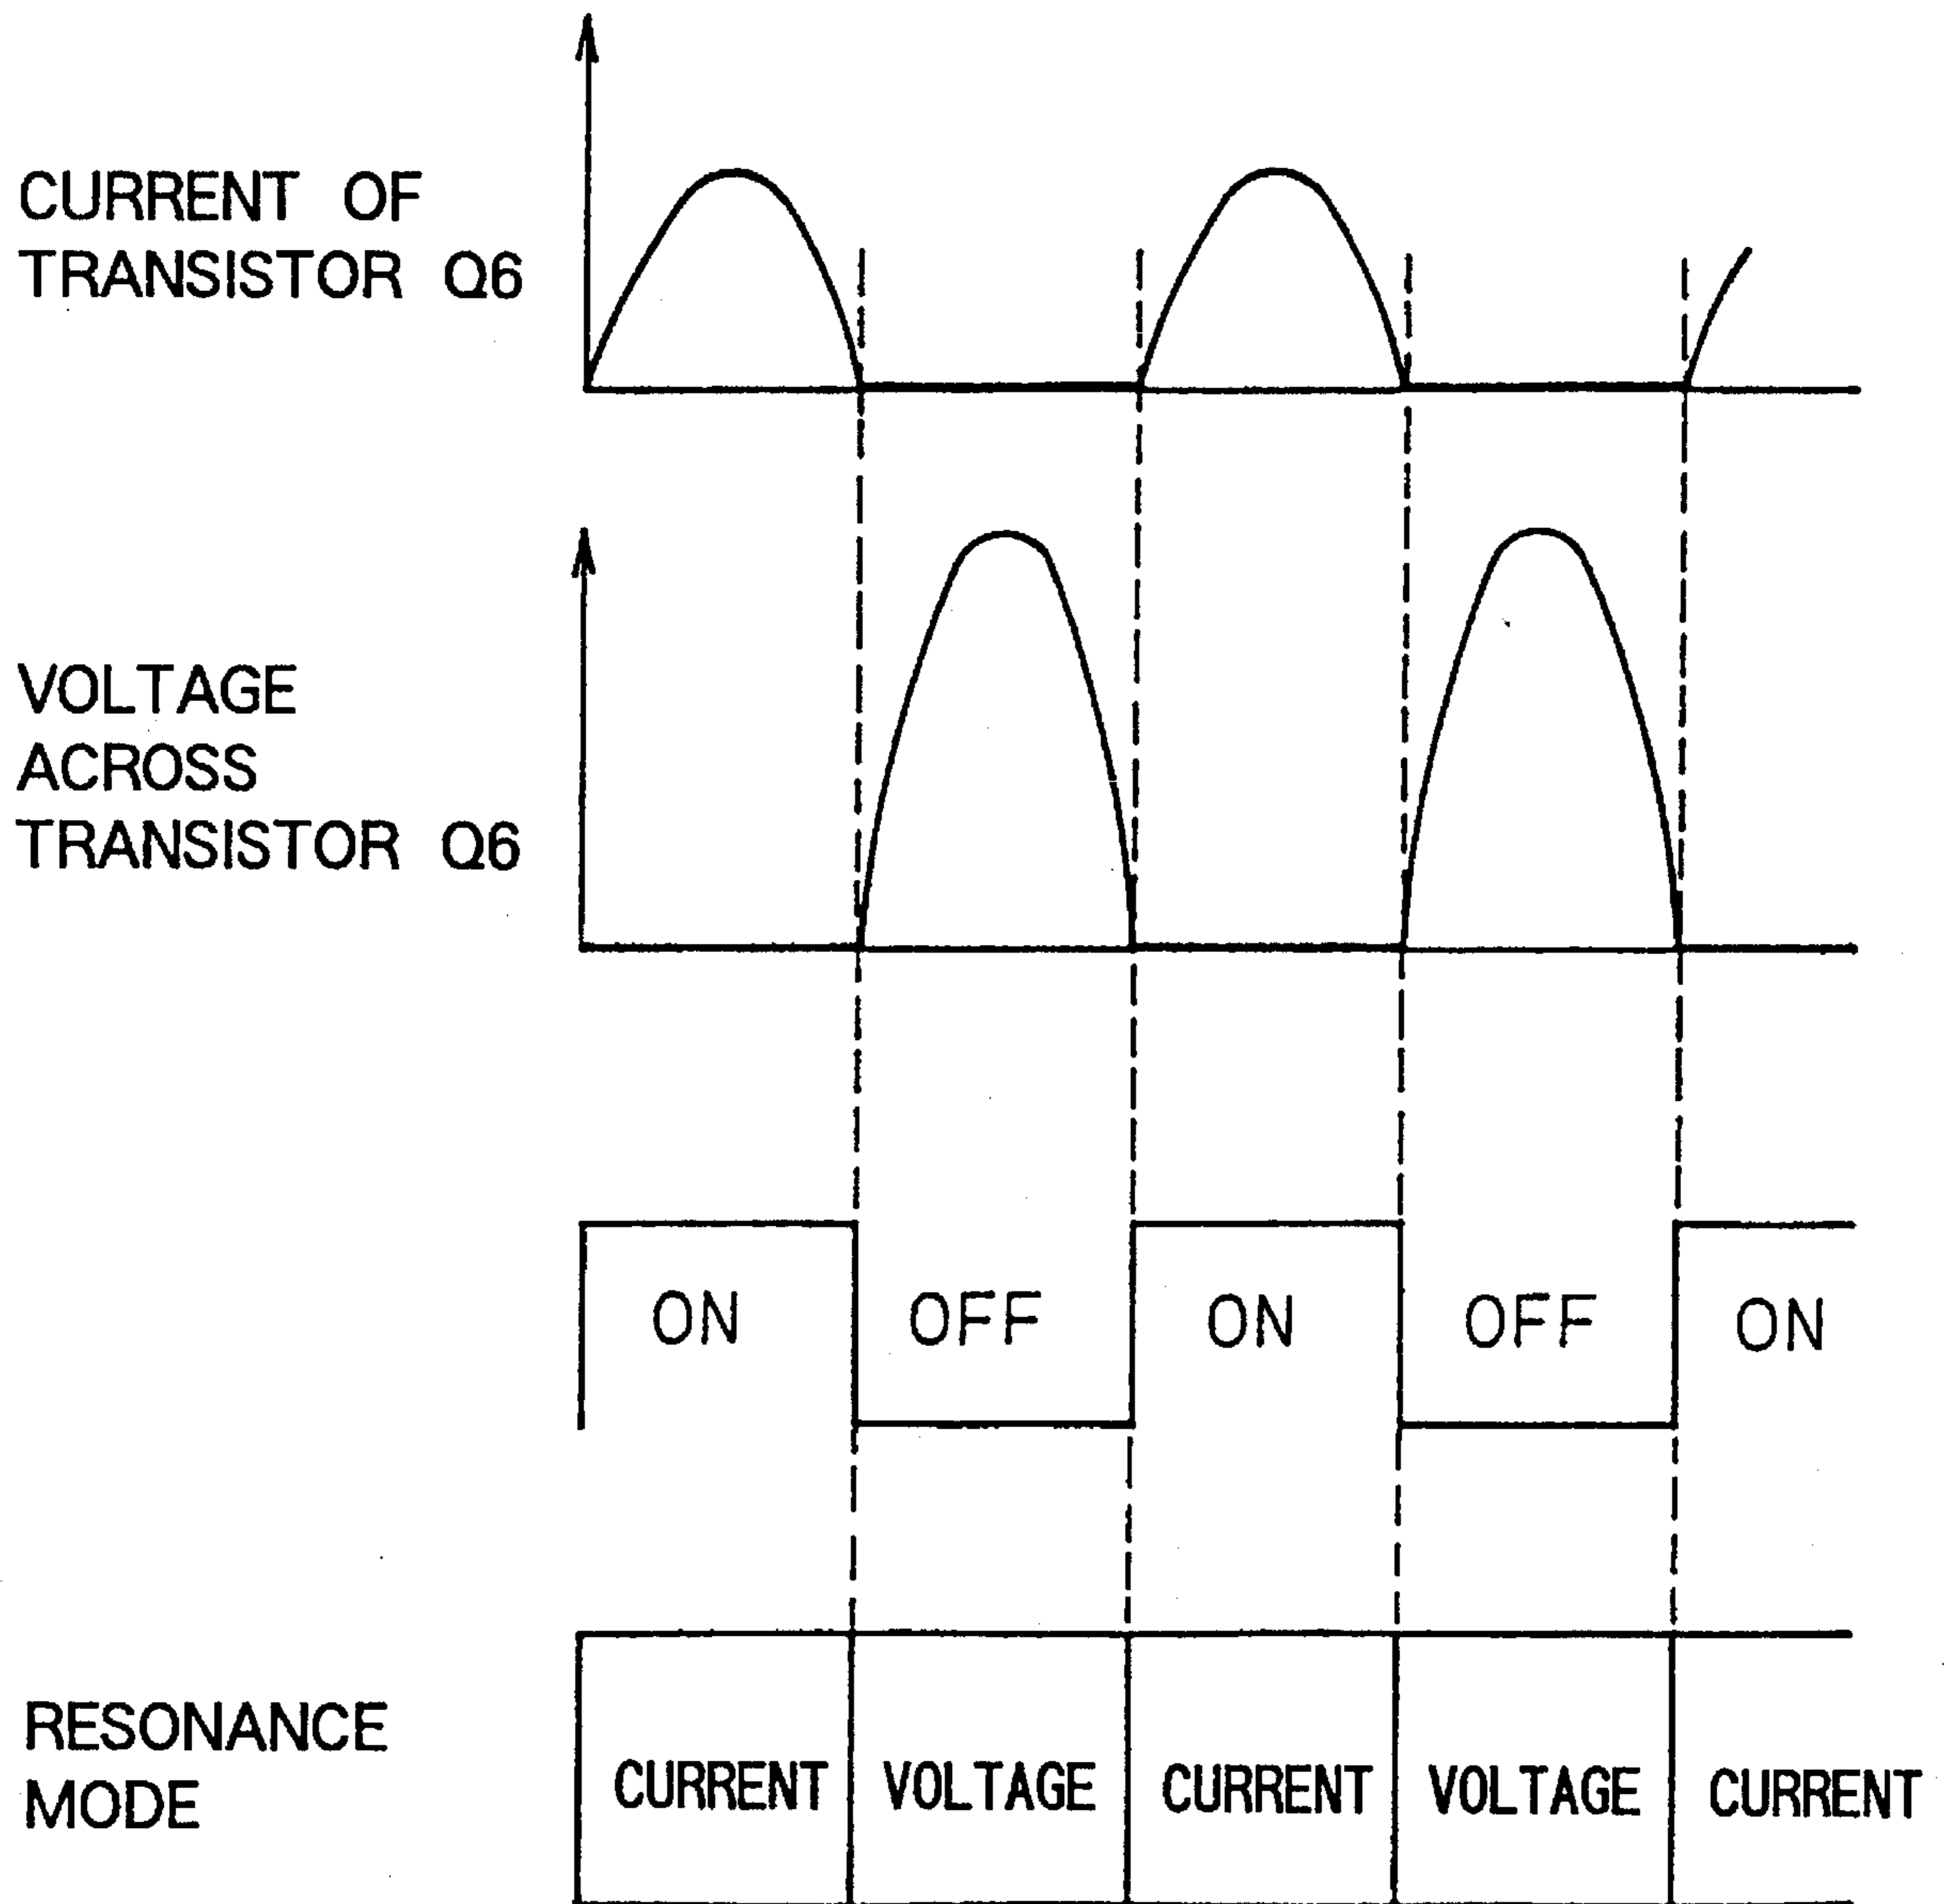 CURRENT OF
TRANSISTOR Q6
VOLTAGE
ACROSS
TRANSISTOR Q6
ON OFF ON OFF ON
RESONANCE
MODE
CURRENT VOLTAGE CURRENT VOLTAGE CURRENT